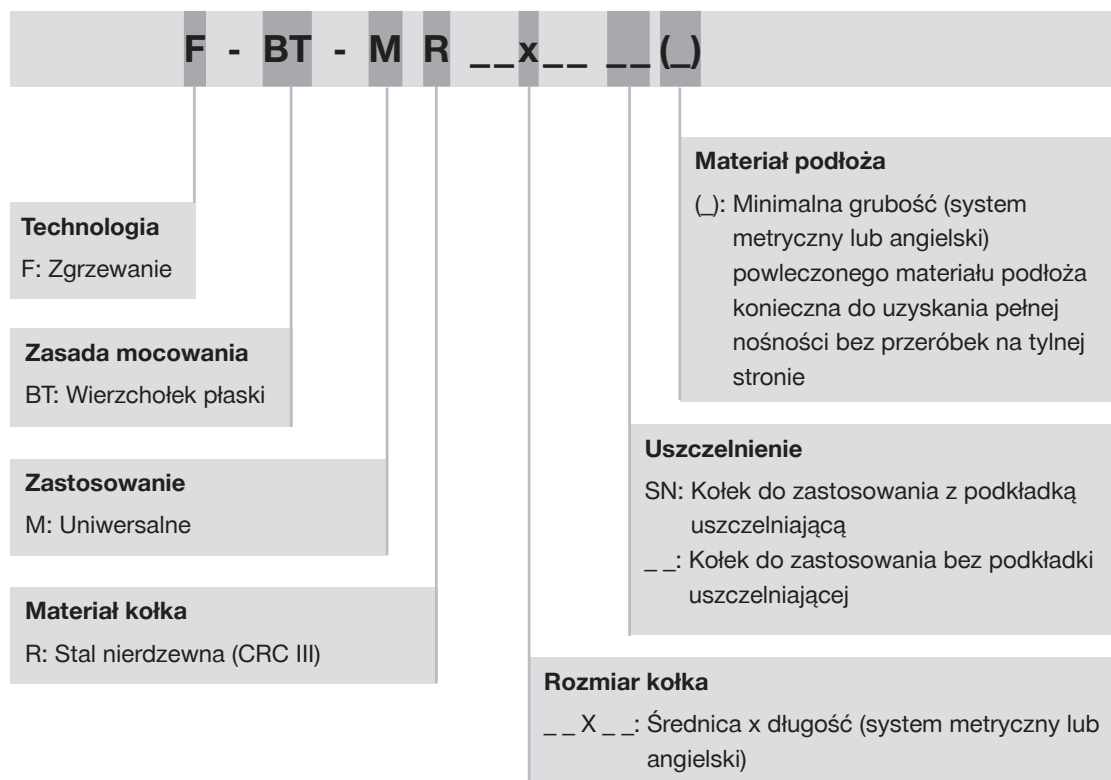 F - BT - M R _ _x_ _ _ _ (_)
Technologia
F: Zgrzewanie
Zasada mocowania
BT: Wierzchołek płaski
Zastosowanie
M: Uniwersalne
Materiał kołka
R: Stal nierdzewna (CRC III)
Materiał podłoża
(_): Minimalna grubość (system
metryczny lub angielski)
powleczonego materiału podłoża
konieczna do uzyskania pełnej
nośności bez przeróbek na tylnej
stronie
Uszczelnienie
SN: Kołek do zastosowania z podkładką
uszczelniającą
_ _: Kołek do zastosowania bez podkładki
uszczelniającej
Rozmiar kołka
_ _ X _ _: Średnica x długość (system metryczny lub
angielski)